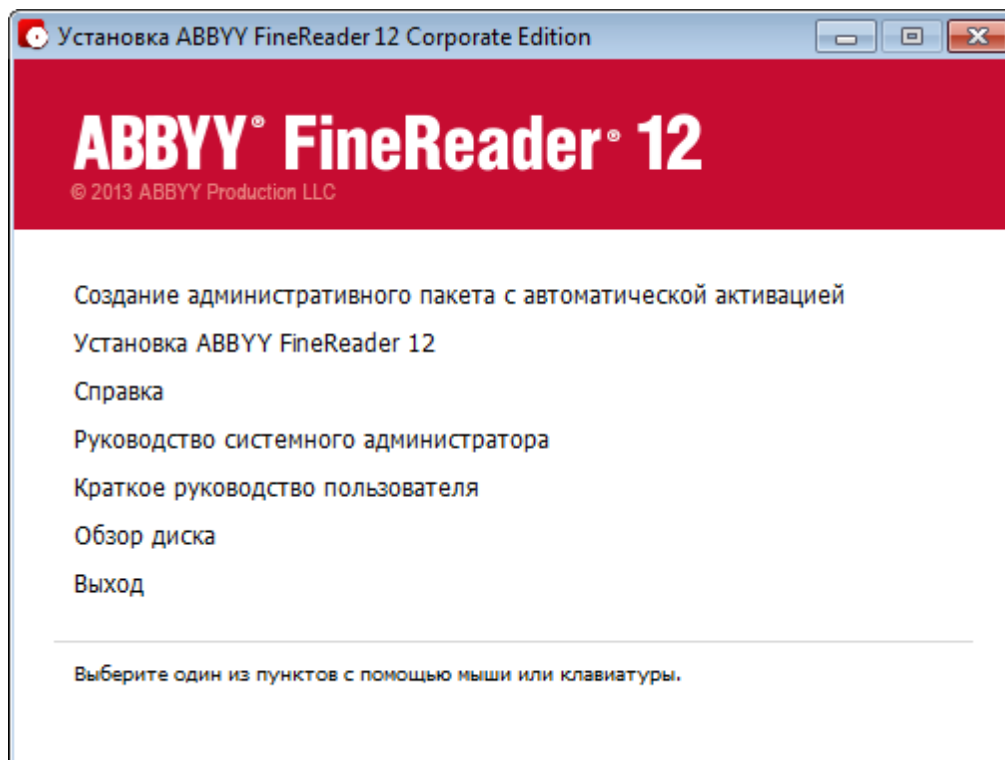 Установка ABBYY FineReader 12 Corporate Edition
ABBYY® FineReader® 12
© 2013 ABBYY Production LLC
Создание административного пакета с автоматической активацией
Установка ABBYY FineReader 12
Справка
Руководство системного администратора
Краткое руководство пользователя
Обзор диска
Выход
Выберите один из пунктов с помощью мыши или клавиатуры.